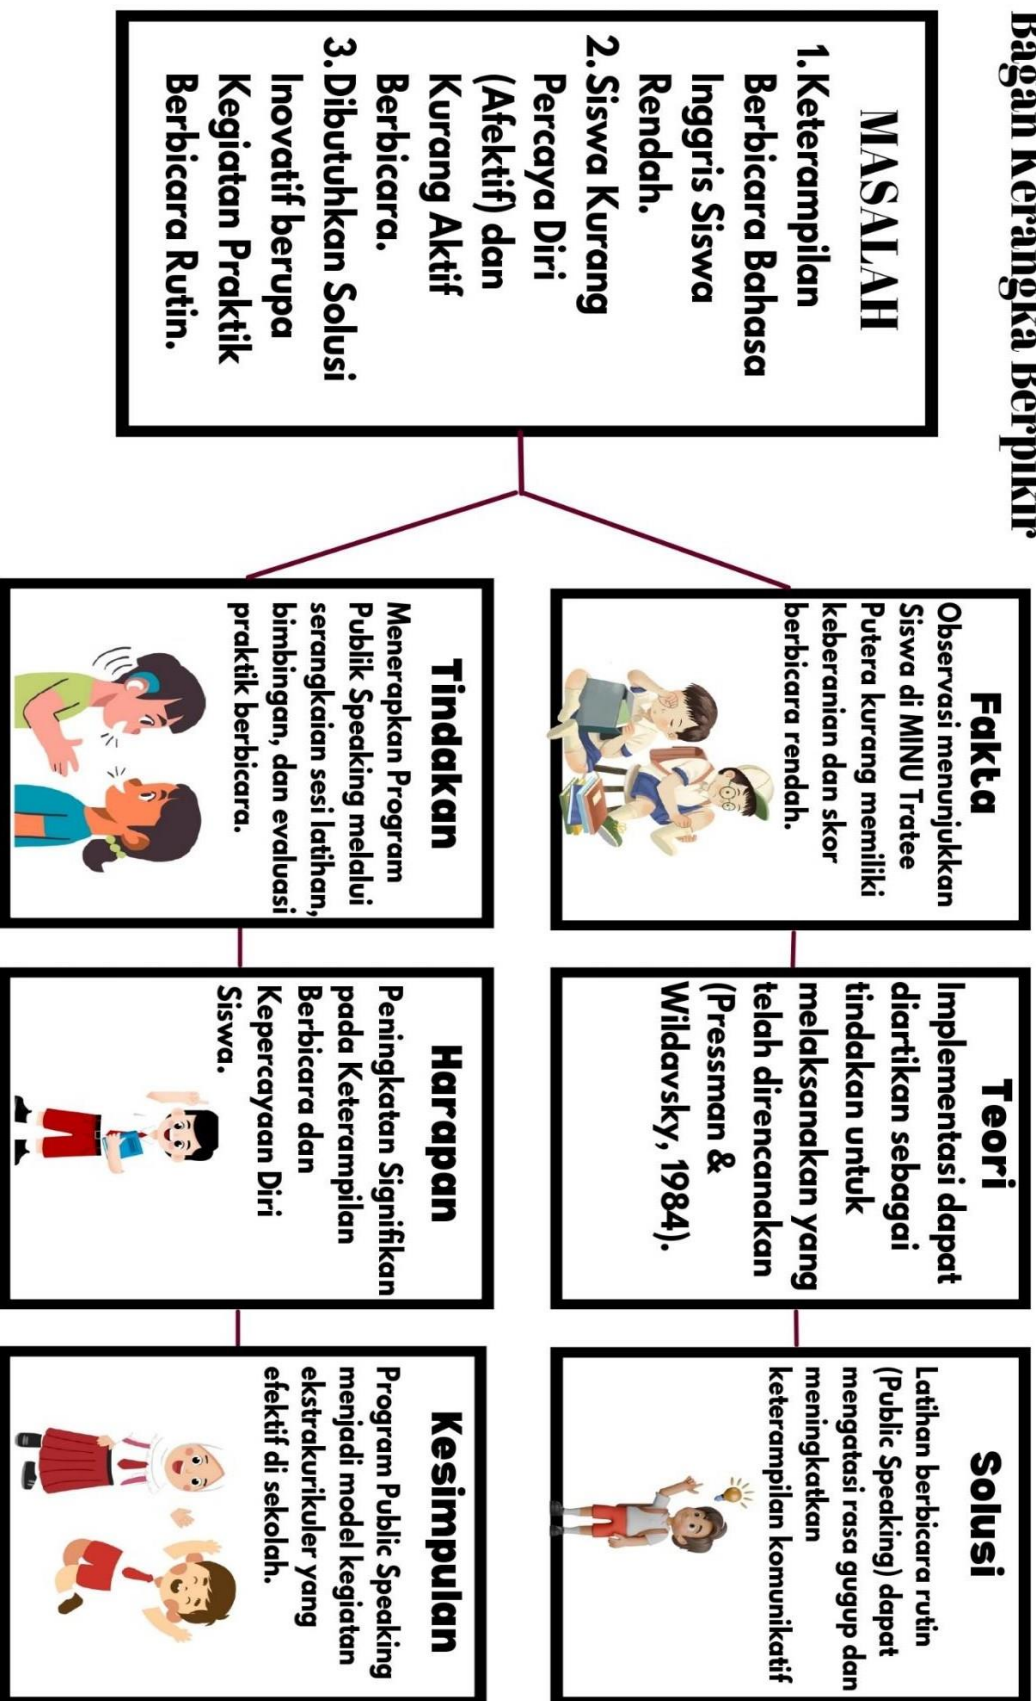 Bagan Kerangka Berpikir
MASALAH
1. Keterampilan
Berbicara Bahasa
Inggris Siswa
Rendah.
2. Siswa Kurang
Percaya Diri
(Afektif) dan
Kurang Aktif
Berbicara.
3. Dibutuhkan Solusi
Inovatif berupa
Kegiatan Praktik
Berbicara Rutin.
Fakta
Observasi menunjukkan
Siswa di MINU Tratee
Putera kurang memiliki
keberanian dan skor
berbicara rendah.
Teori
Implementasi dapat
diartikan sebagai
tindakan untuk
melaksanakan yang
telah direncanakan
(Pressman &
Wildavsky, 1984).
Solusi
Latihan berbicara rutin
(Public Speaking) dapat
mengatasi rasa gugup dan
meningkatkan
keterampilan komunikatif
Tindakan
Menerapkan Program
Publik Speaking melalui
serangkaian sesi latihan,
bimbingan, dan evaluasi
praktik berbicara.
Harapan
Peningkatan Signifikan
pada Keterampilan
Berbicara dan
Kepercayaan Diri
Siswa.
Kesimpulan
Program Public Speaking
menjadi model kegiatan
ekstrakurikuler yang
efektif di sekolah.